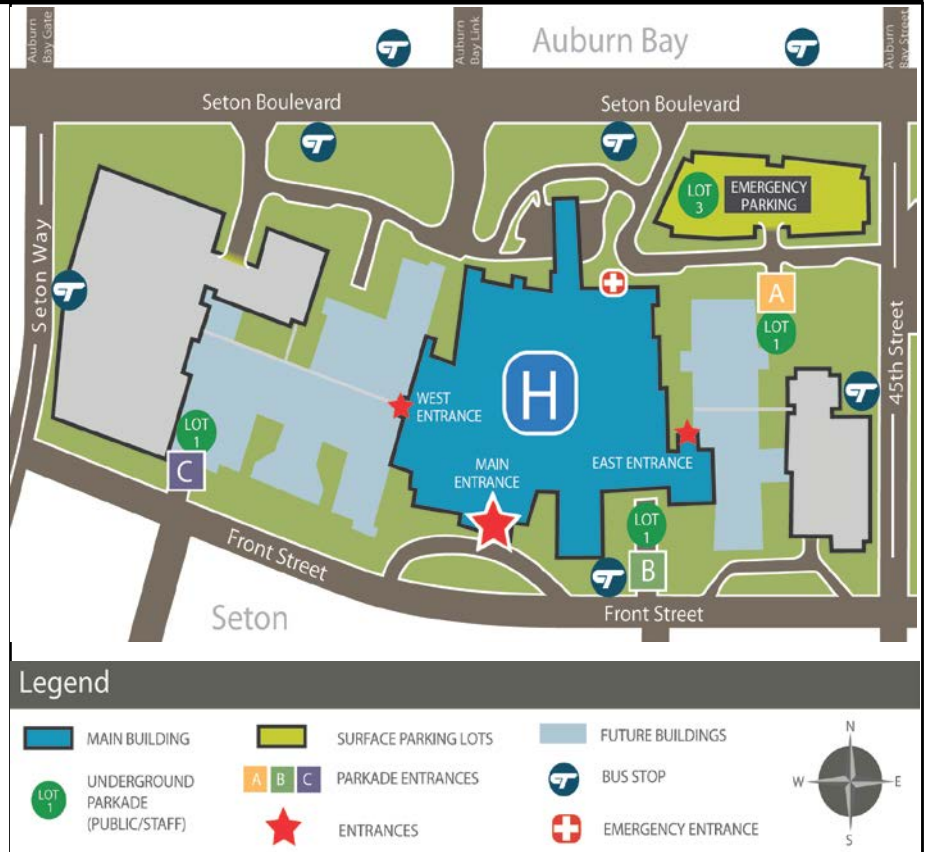 Auburn
Bay Gate
Auburn
Bay Link
Auburn Bay
Auburn
Bay Street
Seton Boulevard
Seton Boulevard
LOT
3
EMERGENCY
PARKING
Seton Way
A
LOT
1
45th Street
H
WEST
ENTRANCE
LOT
1
C
MAIN
ENTRANCE
EAST ENTRANCE
LOT
1
B
Front Street
Front Street
Seton
Legend
MAIN BUILDING
SURFACE PARKING LOTS
FUTURE BUILDINGS
LOT
1
UNDERGROUND
PARKADE
(PUBLIC/STAFF)
A B C PARKADE ENTRANCES
BUS STOP
ENTRANCES
EMERGENCY ENTRANCE
N
W E
S